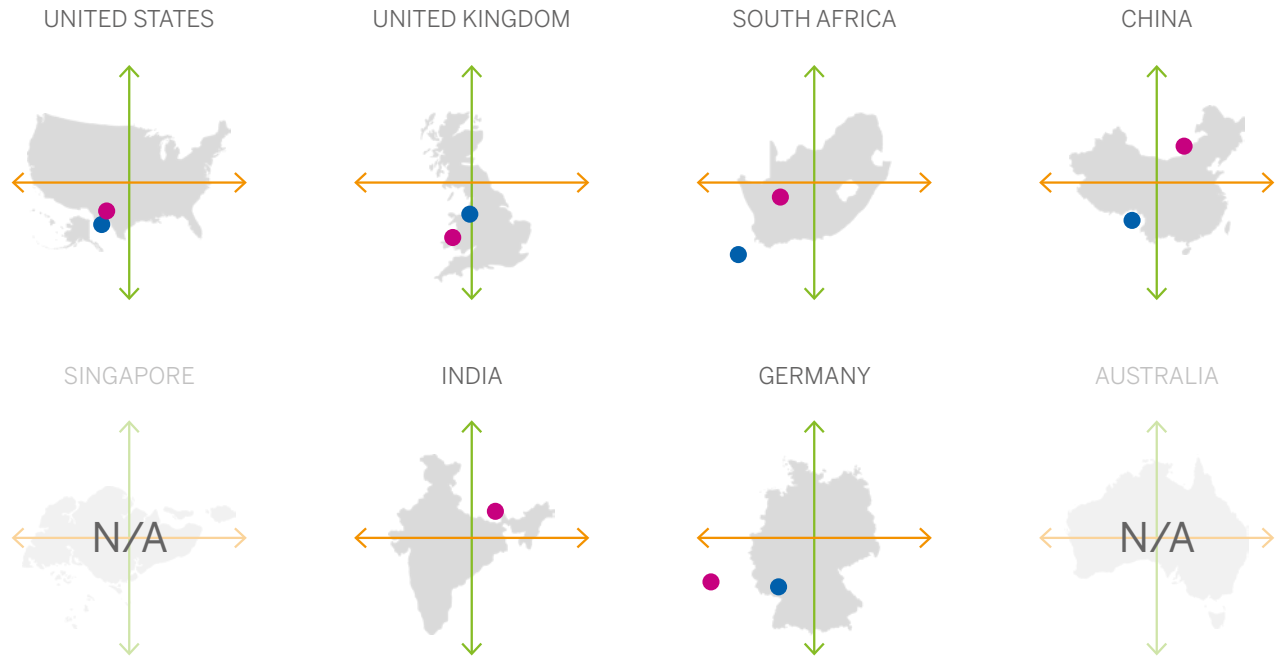 UNITED STATES
UNITED KINGDOM
SOUTH AFRICA
CHINA
SINGAPORE
INDIA
GERMANY
AUSTRALIA
N/A
N/A